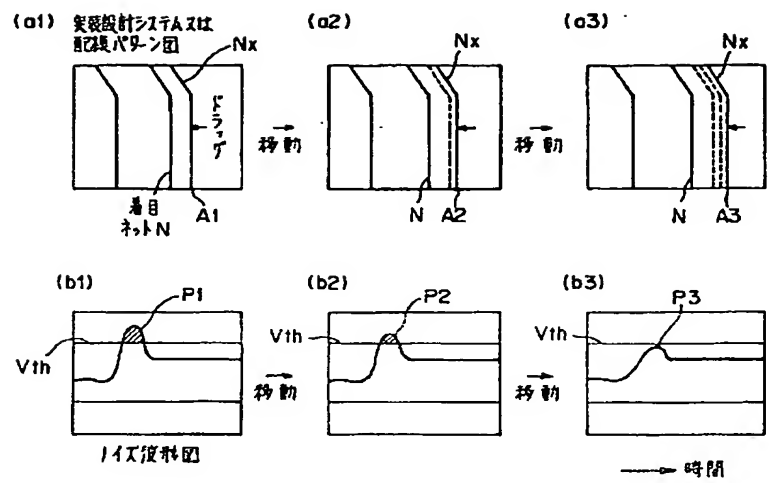 (a1) 実装設計システム又は
配線パターン図
Nx
ドラッグ
着目
ネットN
A1
移動
(a2)
Nx
N
A2
移動
(a3)
Nx
N
A3
(b1)
P1
Vth
ノイズ波形図
移動
(b2)
P2
Vth
移動
(b3)
P3
Vth
時間